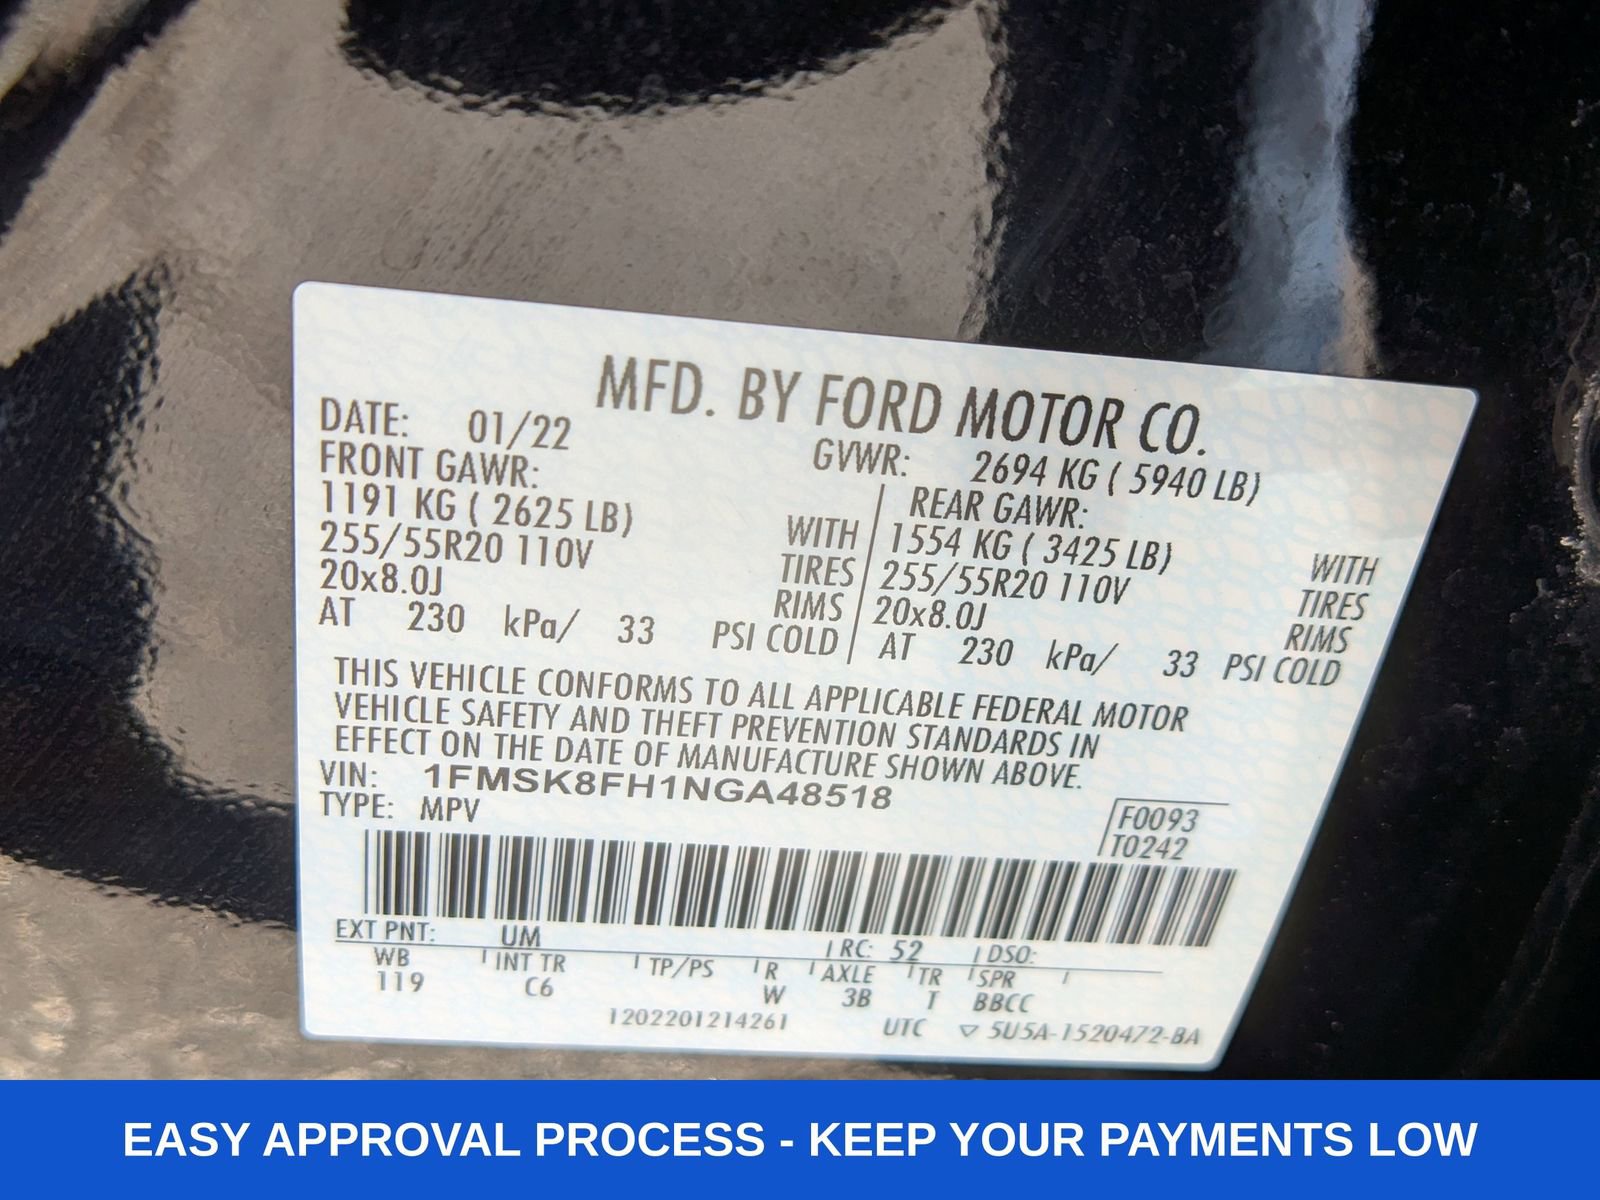 MFD. BY FORD MOTOR CO.
DATE: 01/22 GVWR: 2694 KG ( 5940 LB)
FRONT GAWR: REAR GAWR:
1191 KG ( 2625 LB) WITH 1554 KG ( 3425 LB) WITH
255/55R20 110V TIRES 255/55R20 110V TIRES
20x8.0J RIMS 20x8.0J RIMS
AT 230 kPa/ 33 PSI COLD AT 230 kPa/ 33 PSI COLD
THIS VEHICLE CONFORMS TO ALL APPLICABLE FEDERAL MOTOR
VEHICLE SAFETY AND THEFT PREVENTION STANDARDS IN
EFFECT ON THE DATE OF MANUFACTURE SHOWN ABOVE.
VIN: 1FMSK8FH1NGA48518
TYPE: MPV
F0093
T0242
EXT PNT: UM RC: 52 DSO:
WB INT TR TP/PS R AXLE TR SPR
119 C6 W 3B T BBCC
1202201214261 UTC ▽ 5U5A-1520472-BA
EASY APPROVAL PROCESS - KEEP YOUR PAYMENTS LOW